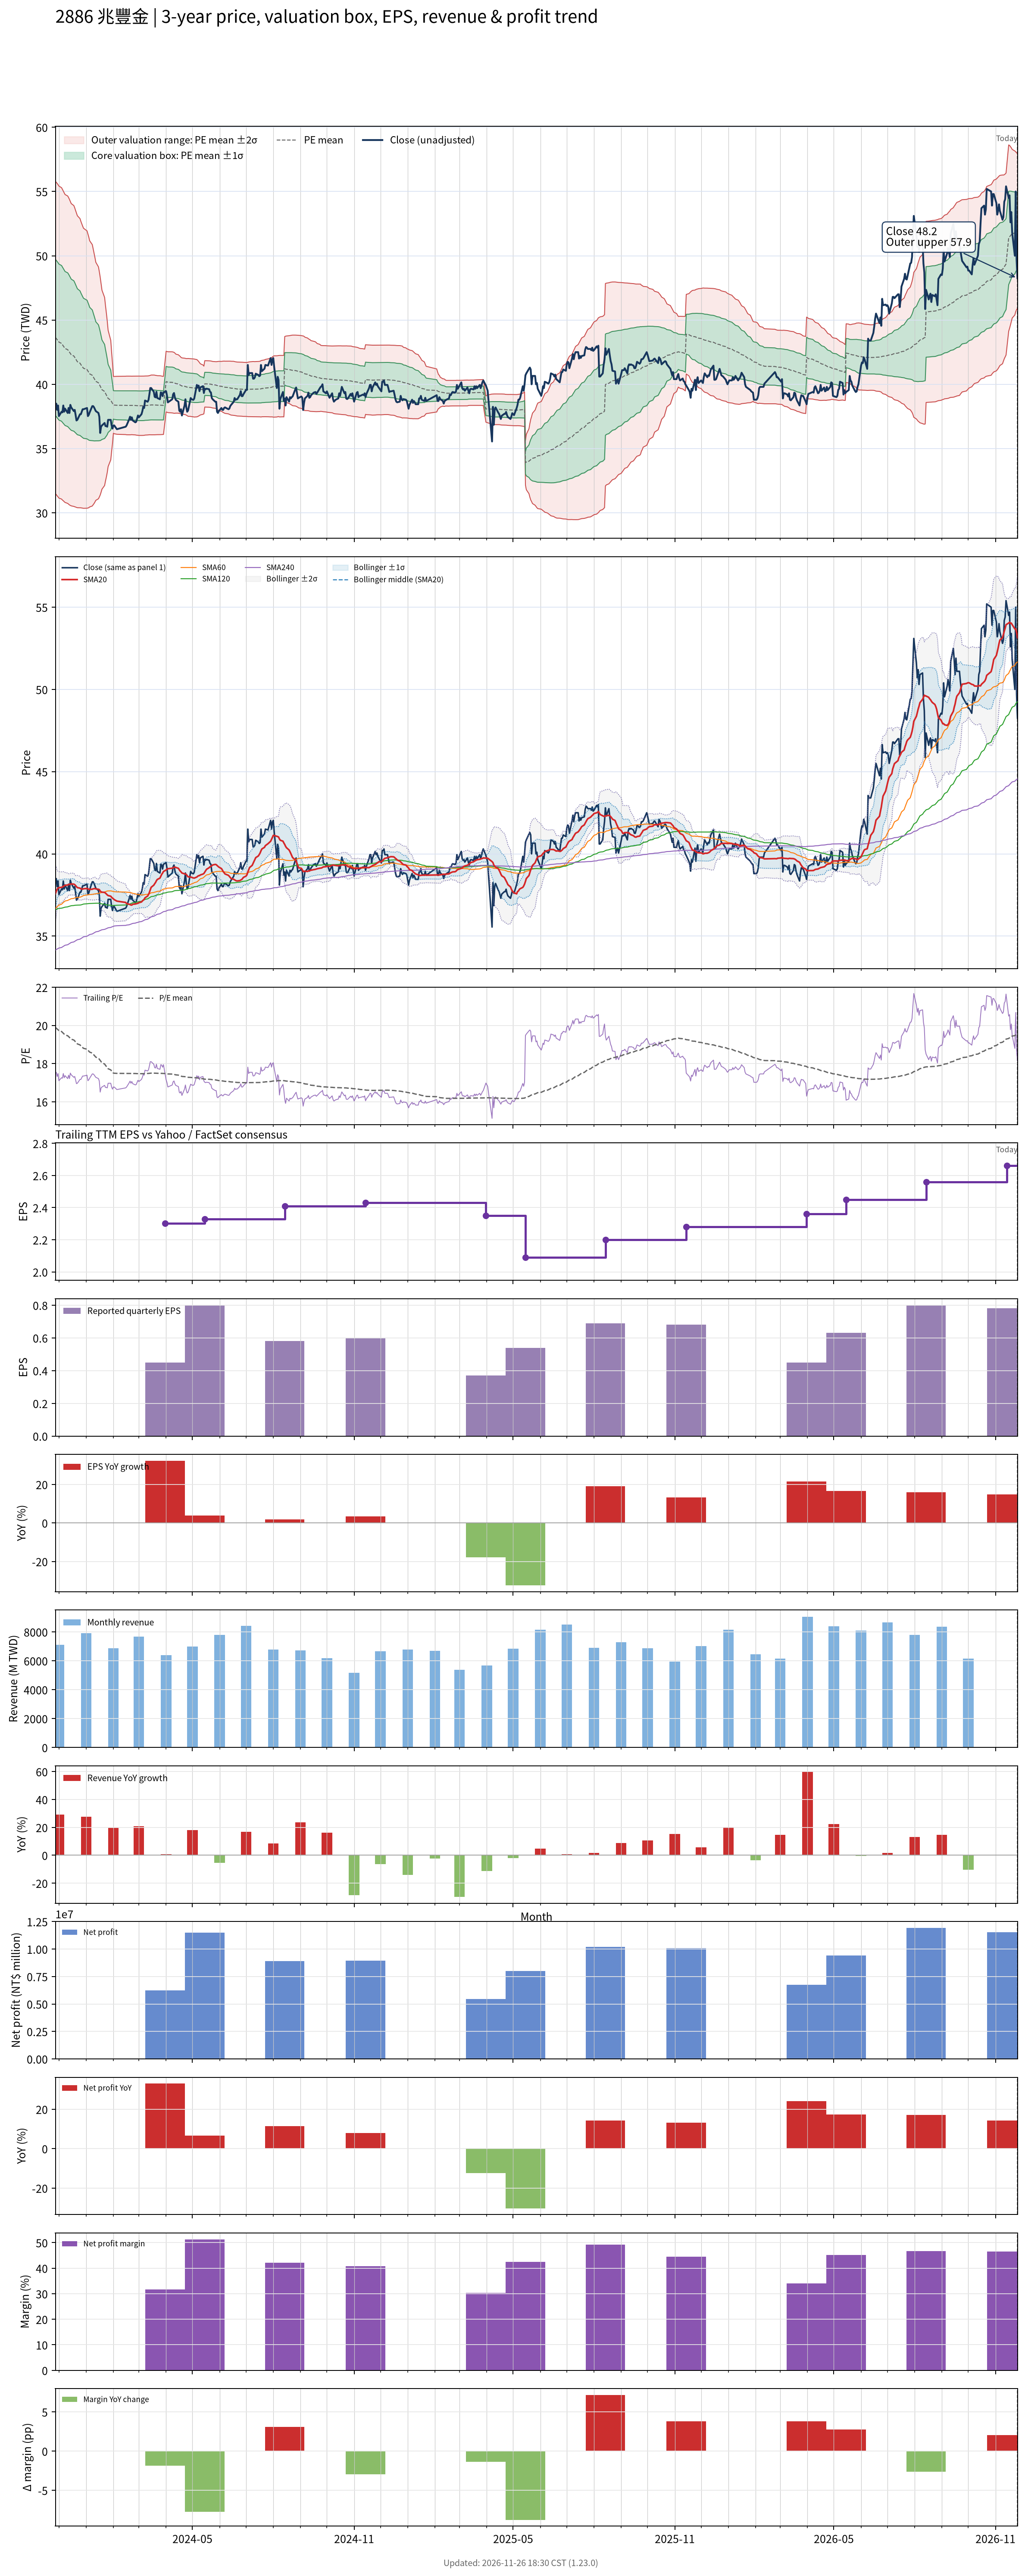 2886 兆豐金 | 3-year price, valuation box, EPS, revenue & profit trend
Outer valuation range: PE mean ±2σ
PE mean
Close (unadjusted)
Core valuation box: PE mean ±1σ
Today
Close 48.2
Outer upper 57.9
Price (TWD)
60
55
50
45
40
35
30
Close (same as panel 1)
SMA60
SMA240
Bollinger ±1σ
SMA20
SMA120
Bollinger ±2σ
Bollinger middle (SMA20)
Price
55
50
45
40
35
Trailing P/E
P/E mean
P/E
22
20
18
16
Trailing TTM EPS vs Yahoo / FactSet consensus
Today
EPS
2.8
2.6
2.4
2.2
2.0
Reported quarterly EPS
EPS
0.8
0.6
0.4
0.2
0.0
EPS YoY growth
YoY (%)
20
0
-20
Monthly revenue
Revenue (M TWD)
8000
6000
4000
2000
0
Revenue YoY growth
YoY (%)
60
40
20
0
-20
Month
1e7
Net profit
Net profit (NT$ million)
1.25
1.00
0.75
0.50
0.25
0.00
Net profit YoY
YoY (%)
20
0
-20
Net profit margin
Margin (%)
50
40
30
20
10
0
Margin YoY change
Δ margin (pp)
5
0
-5
2024-05
2024-11
2025-05
2025-11
2026-05
2026-11
Updated: 2026-11-26 18:30 CST (1.23.0)